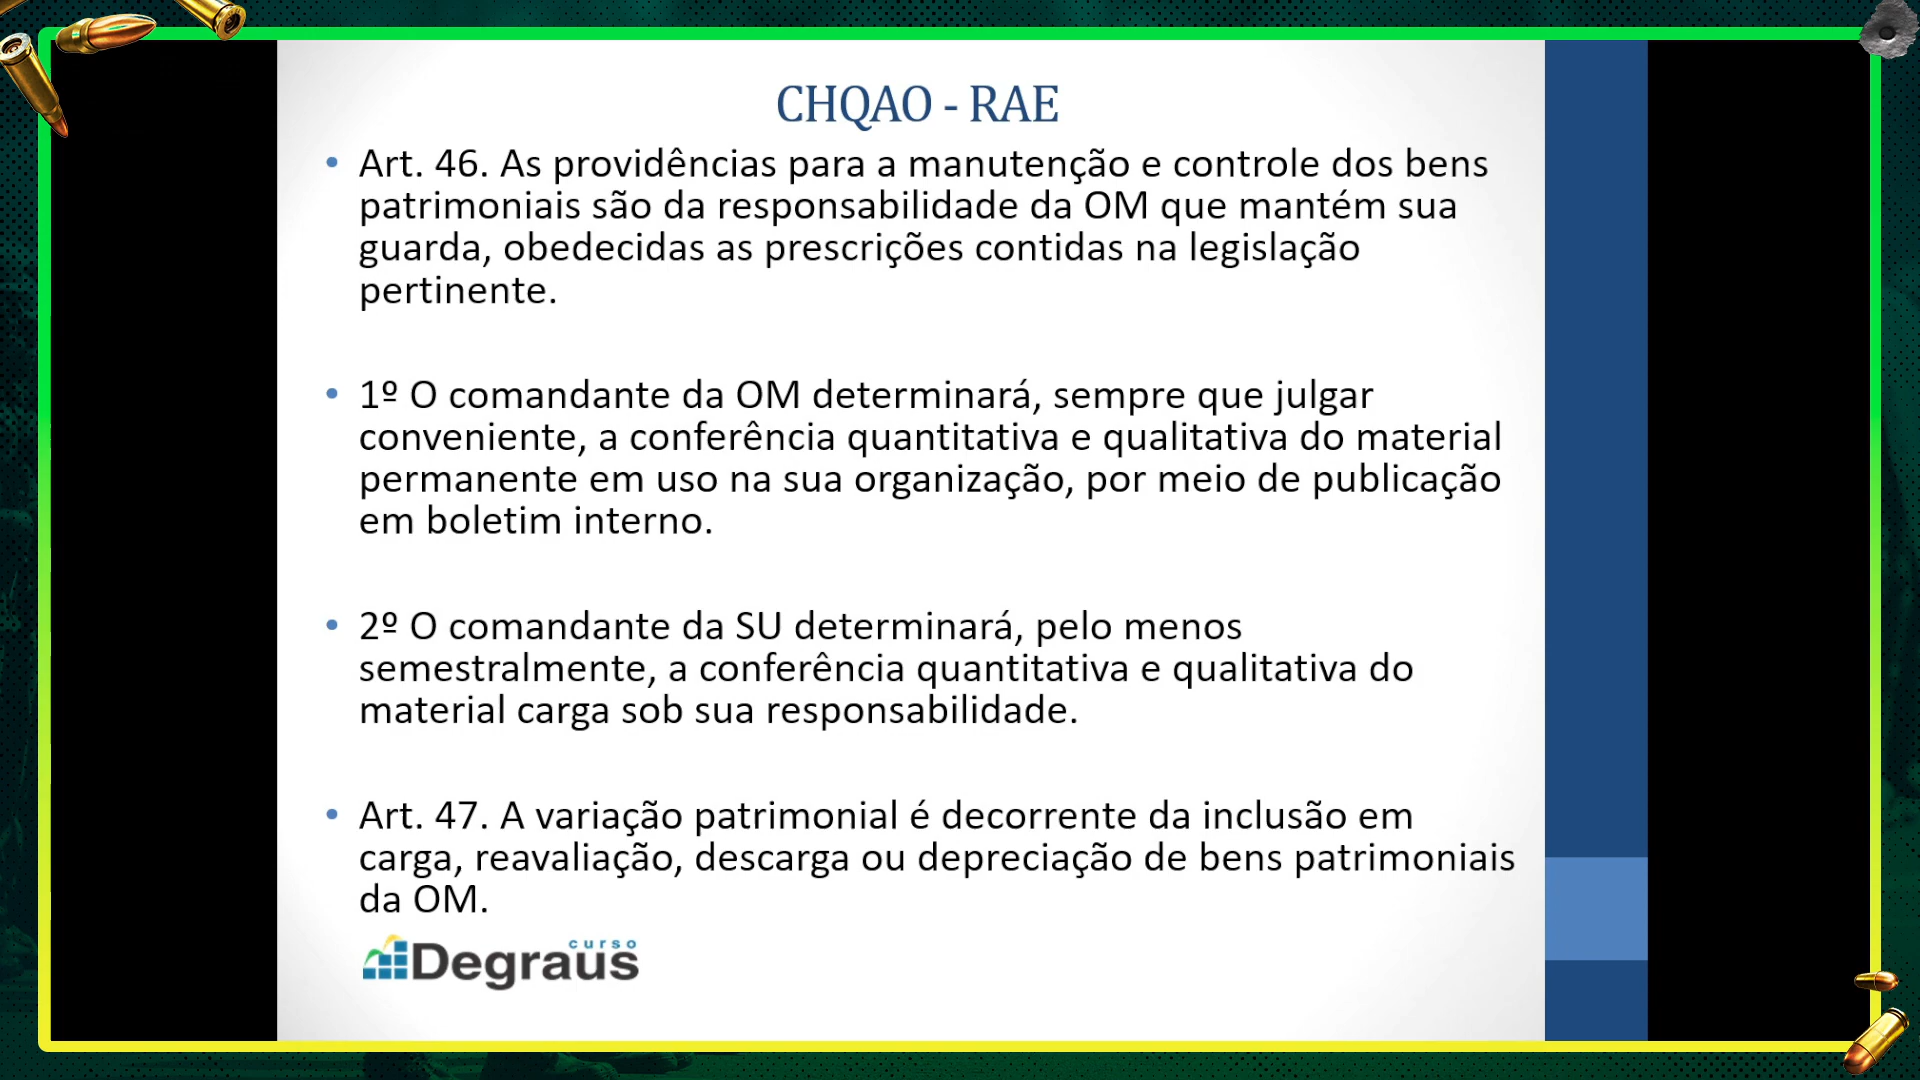 CHQAO - RAE
• Art. 46. As providências para a manutenção e controle dos bens
patrimoniais são da responsabilidade da OM que mantém sua
guarda, obedecidas as prescrições contidas na legislação
pertinente.
• 1º O comandante da OM determinará, sempre que julgar
conveniente, a conferência quantitativa e qualitativa do material
permanente em uso na sua organização, por meio de publicação
em boletim interno.
• 2º O comandante da SU determinará, pelo menos
semestralmente, a conferência quantitativa e qualitativa do
material carga sob sua responsabilidade.
• Art. 47. A variação patrimonial é decorrente da inclusão em
carga, reavaliação, descarga ou depreciação de bens patrimoniais
da OM.
curso
Degraus